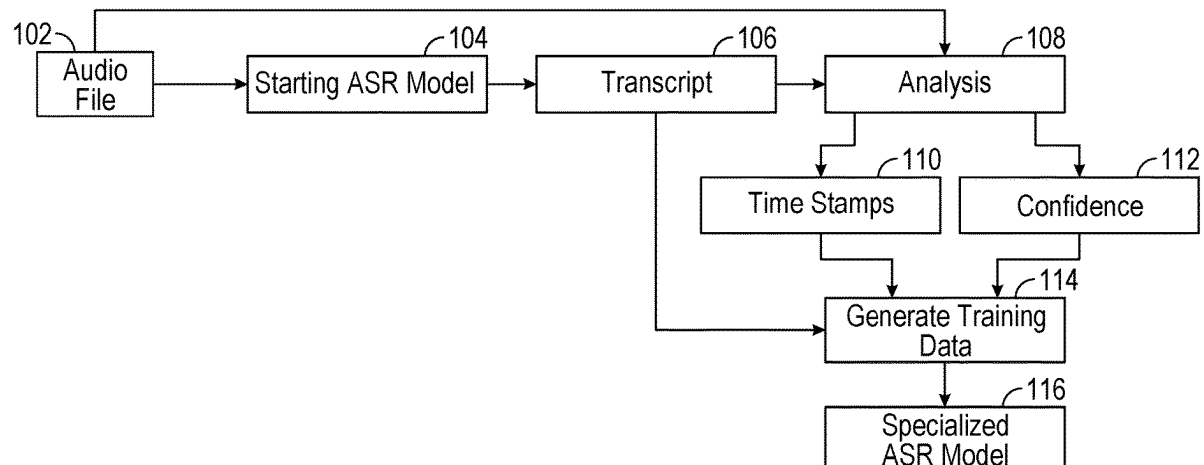 102
Audio
File
104
Starting ASR Model
106
Transcript
108
Analysis
110
Time Stamps
112
Confidence
114
Generate Training
Data
116
Specialized
ASR Model